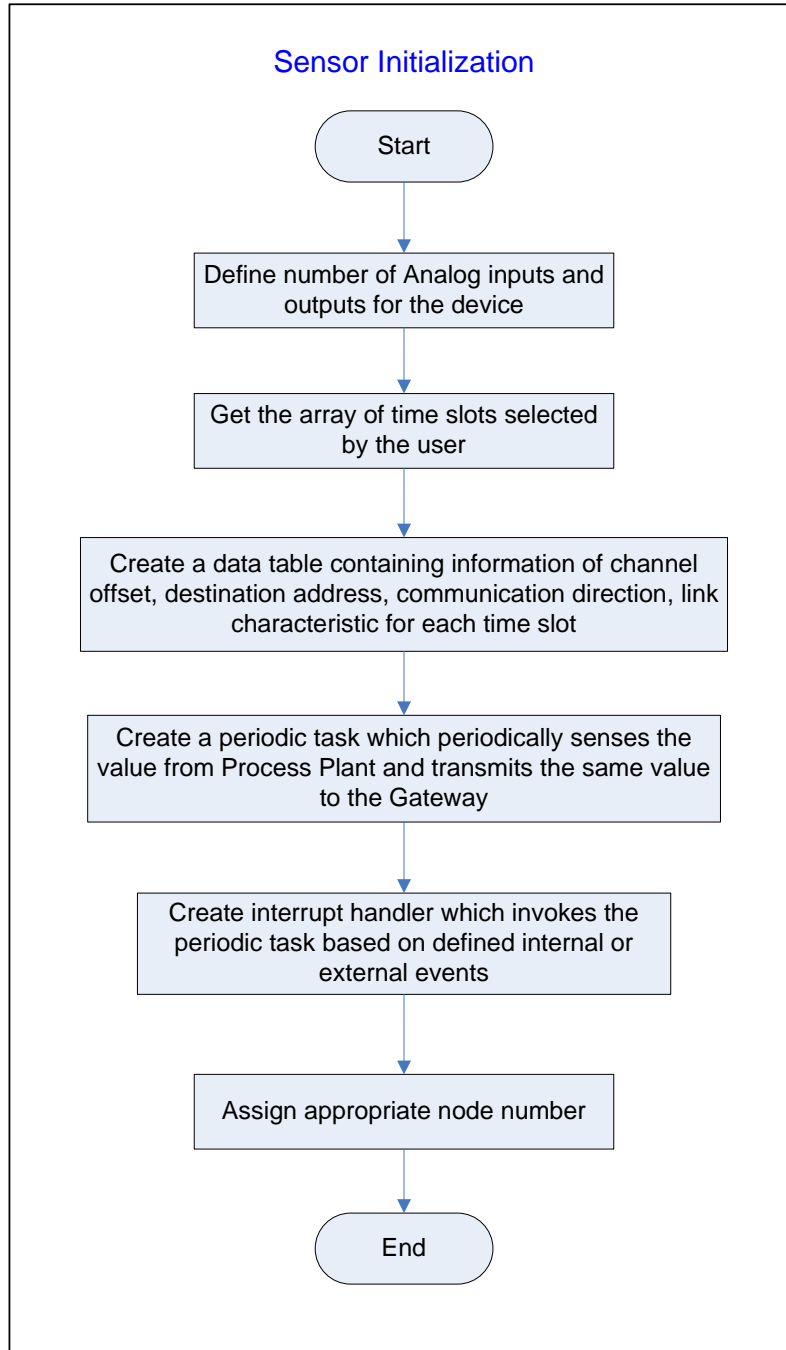 Sensor Initialization
Start
Define number of Analog inputs and
outputs for the device
Get the array of time slots selected
by the user
Create a data table containing information of channel
offset, destination address, communication direction, link
characteristic for each time slot
Create a periodic task which periodically senses the
value from Process Plant and transmits the same value
to the Gateway
Create interrupt handler which invokes the
periodic task based on defined internal or
external events
Assign appropriate node number
End